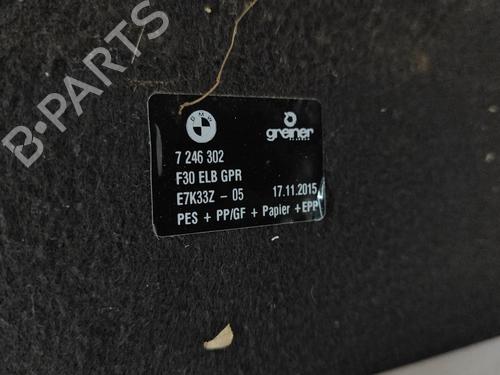 BMW
greiner
7 246 302
F30 ELB GPR
E7K33Z - 05 17.11.2015
PES + PP/GF + Papier +EPP
B-PARTS